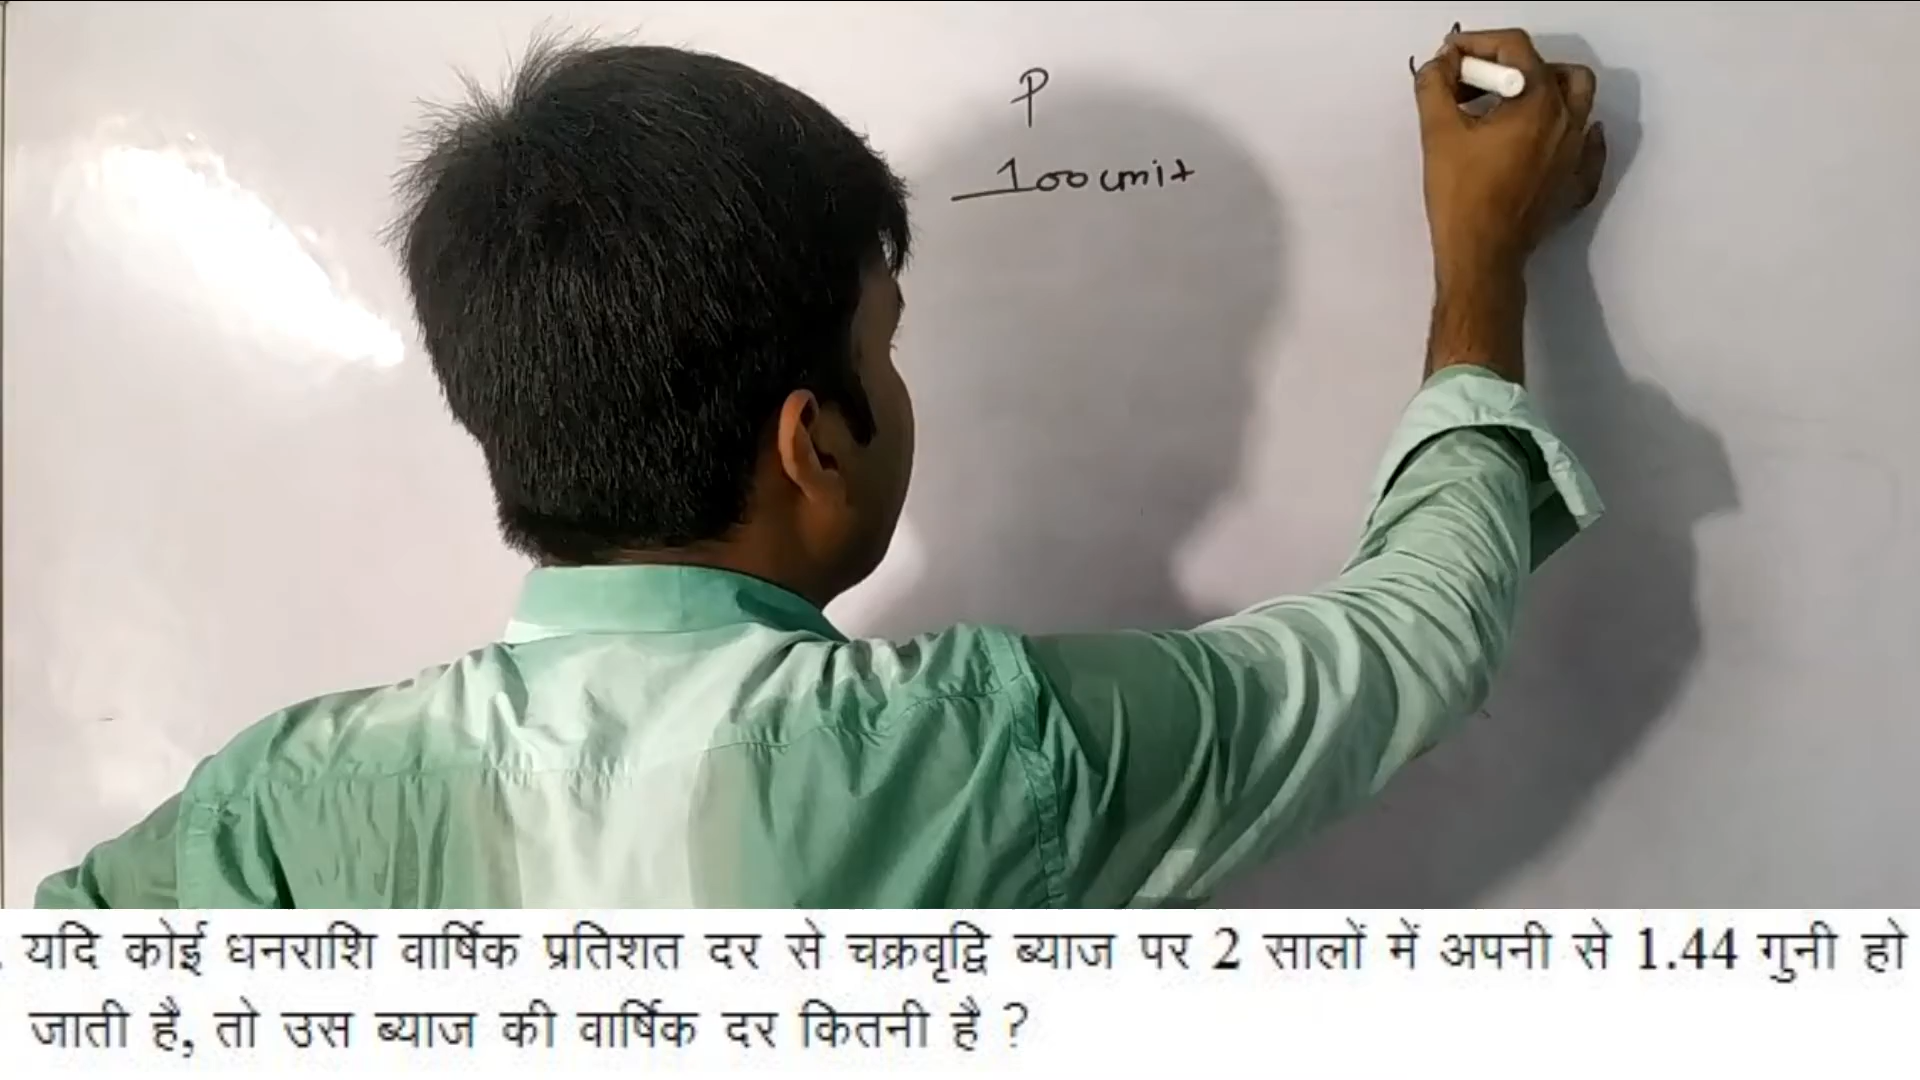 P
100 unit
यदि कोई धनराशि वार्षिक प्रतिशत दर से चक्रवृद्वि ब्याज पर 2 सालों में अपनी से 1.44 गुनी हो
जाती है, तो उस ब्याज की वार्षिक दर कितनी है ?